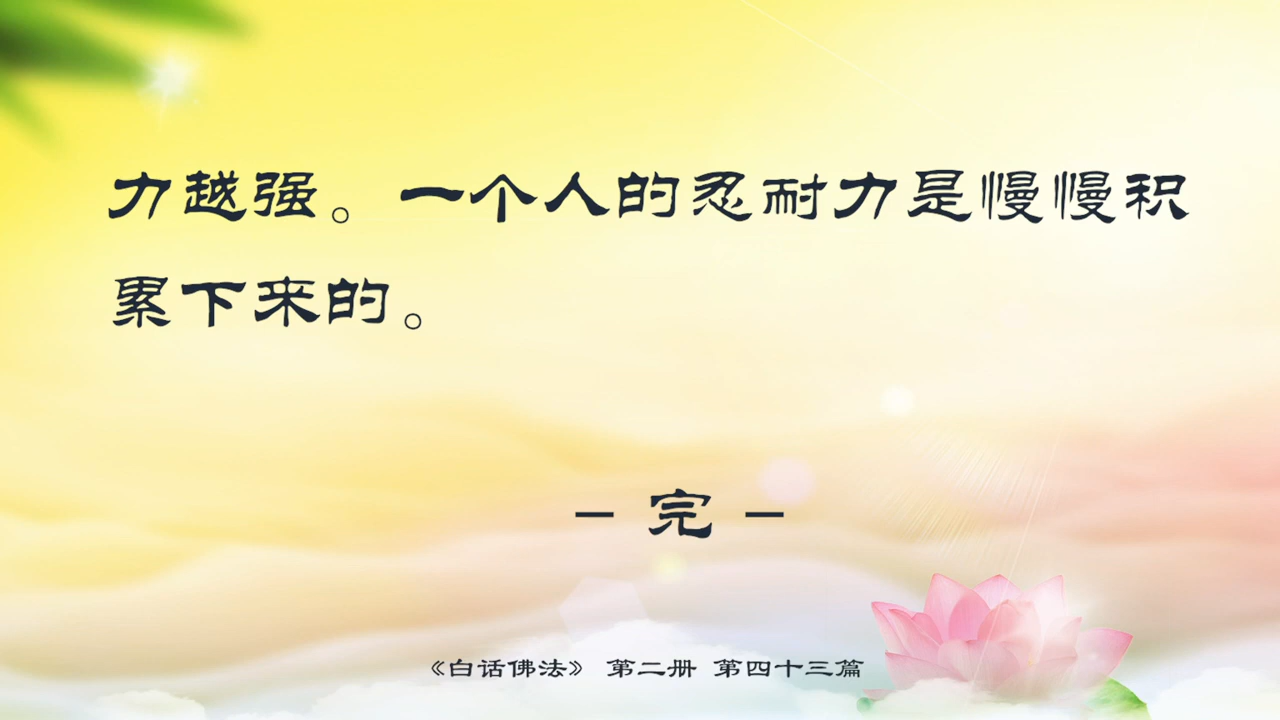 力越强。一个人的忍耐力是慢慢积
累下来的。
- 完 -
《白话佛法》 第二册 第四十三篇